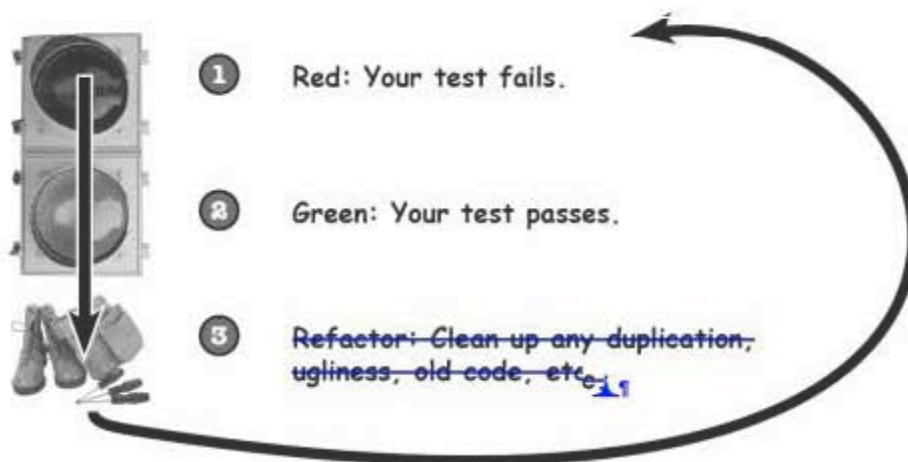 1 Red: Your test fails.
2 Green: Your test passes.
3 Refactor: Clean up any duplication,
ugliness, old code, etc.